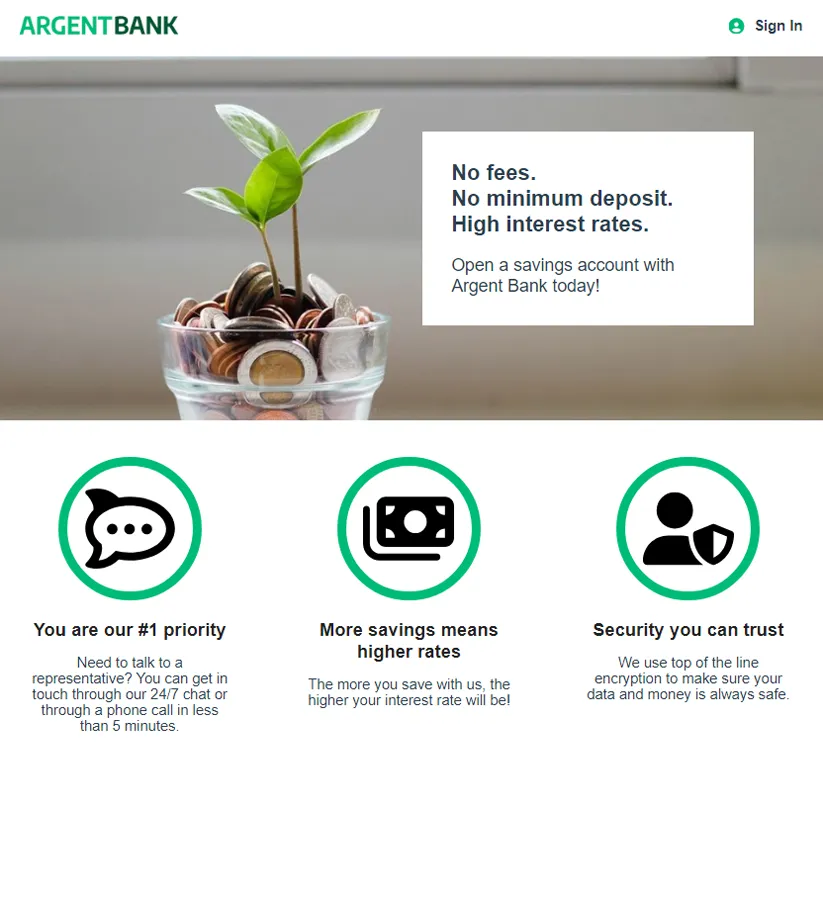 ARGENTBANK
Sign In
No fees.
No minimum deposit.
High interest rates.
Open a savings account with
Argent Bank today!
You are our #1 priority
Need to talk to a
representative? You can get in
touch through our 24/7 chat or
through a phone call in less
than 5 minutes.
More savings means
higher rates
The more you save with us, the
higher your interest rate will be!
Security you can trust
We use top of the line
encryption to make sure your
data and money is always safe.